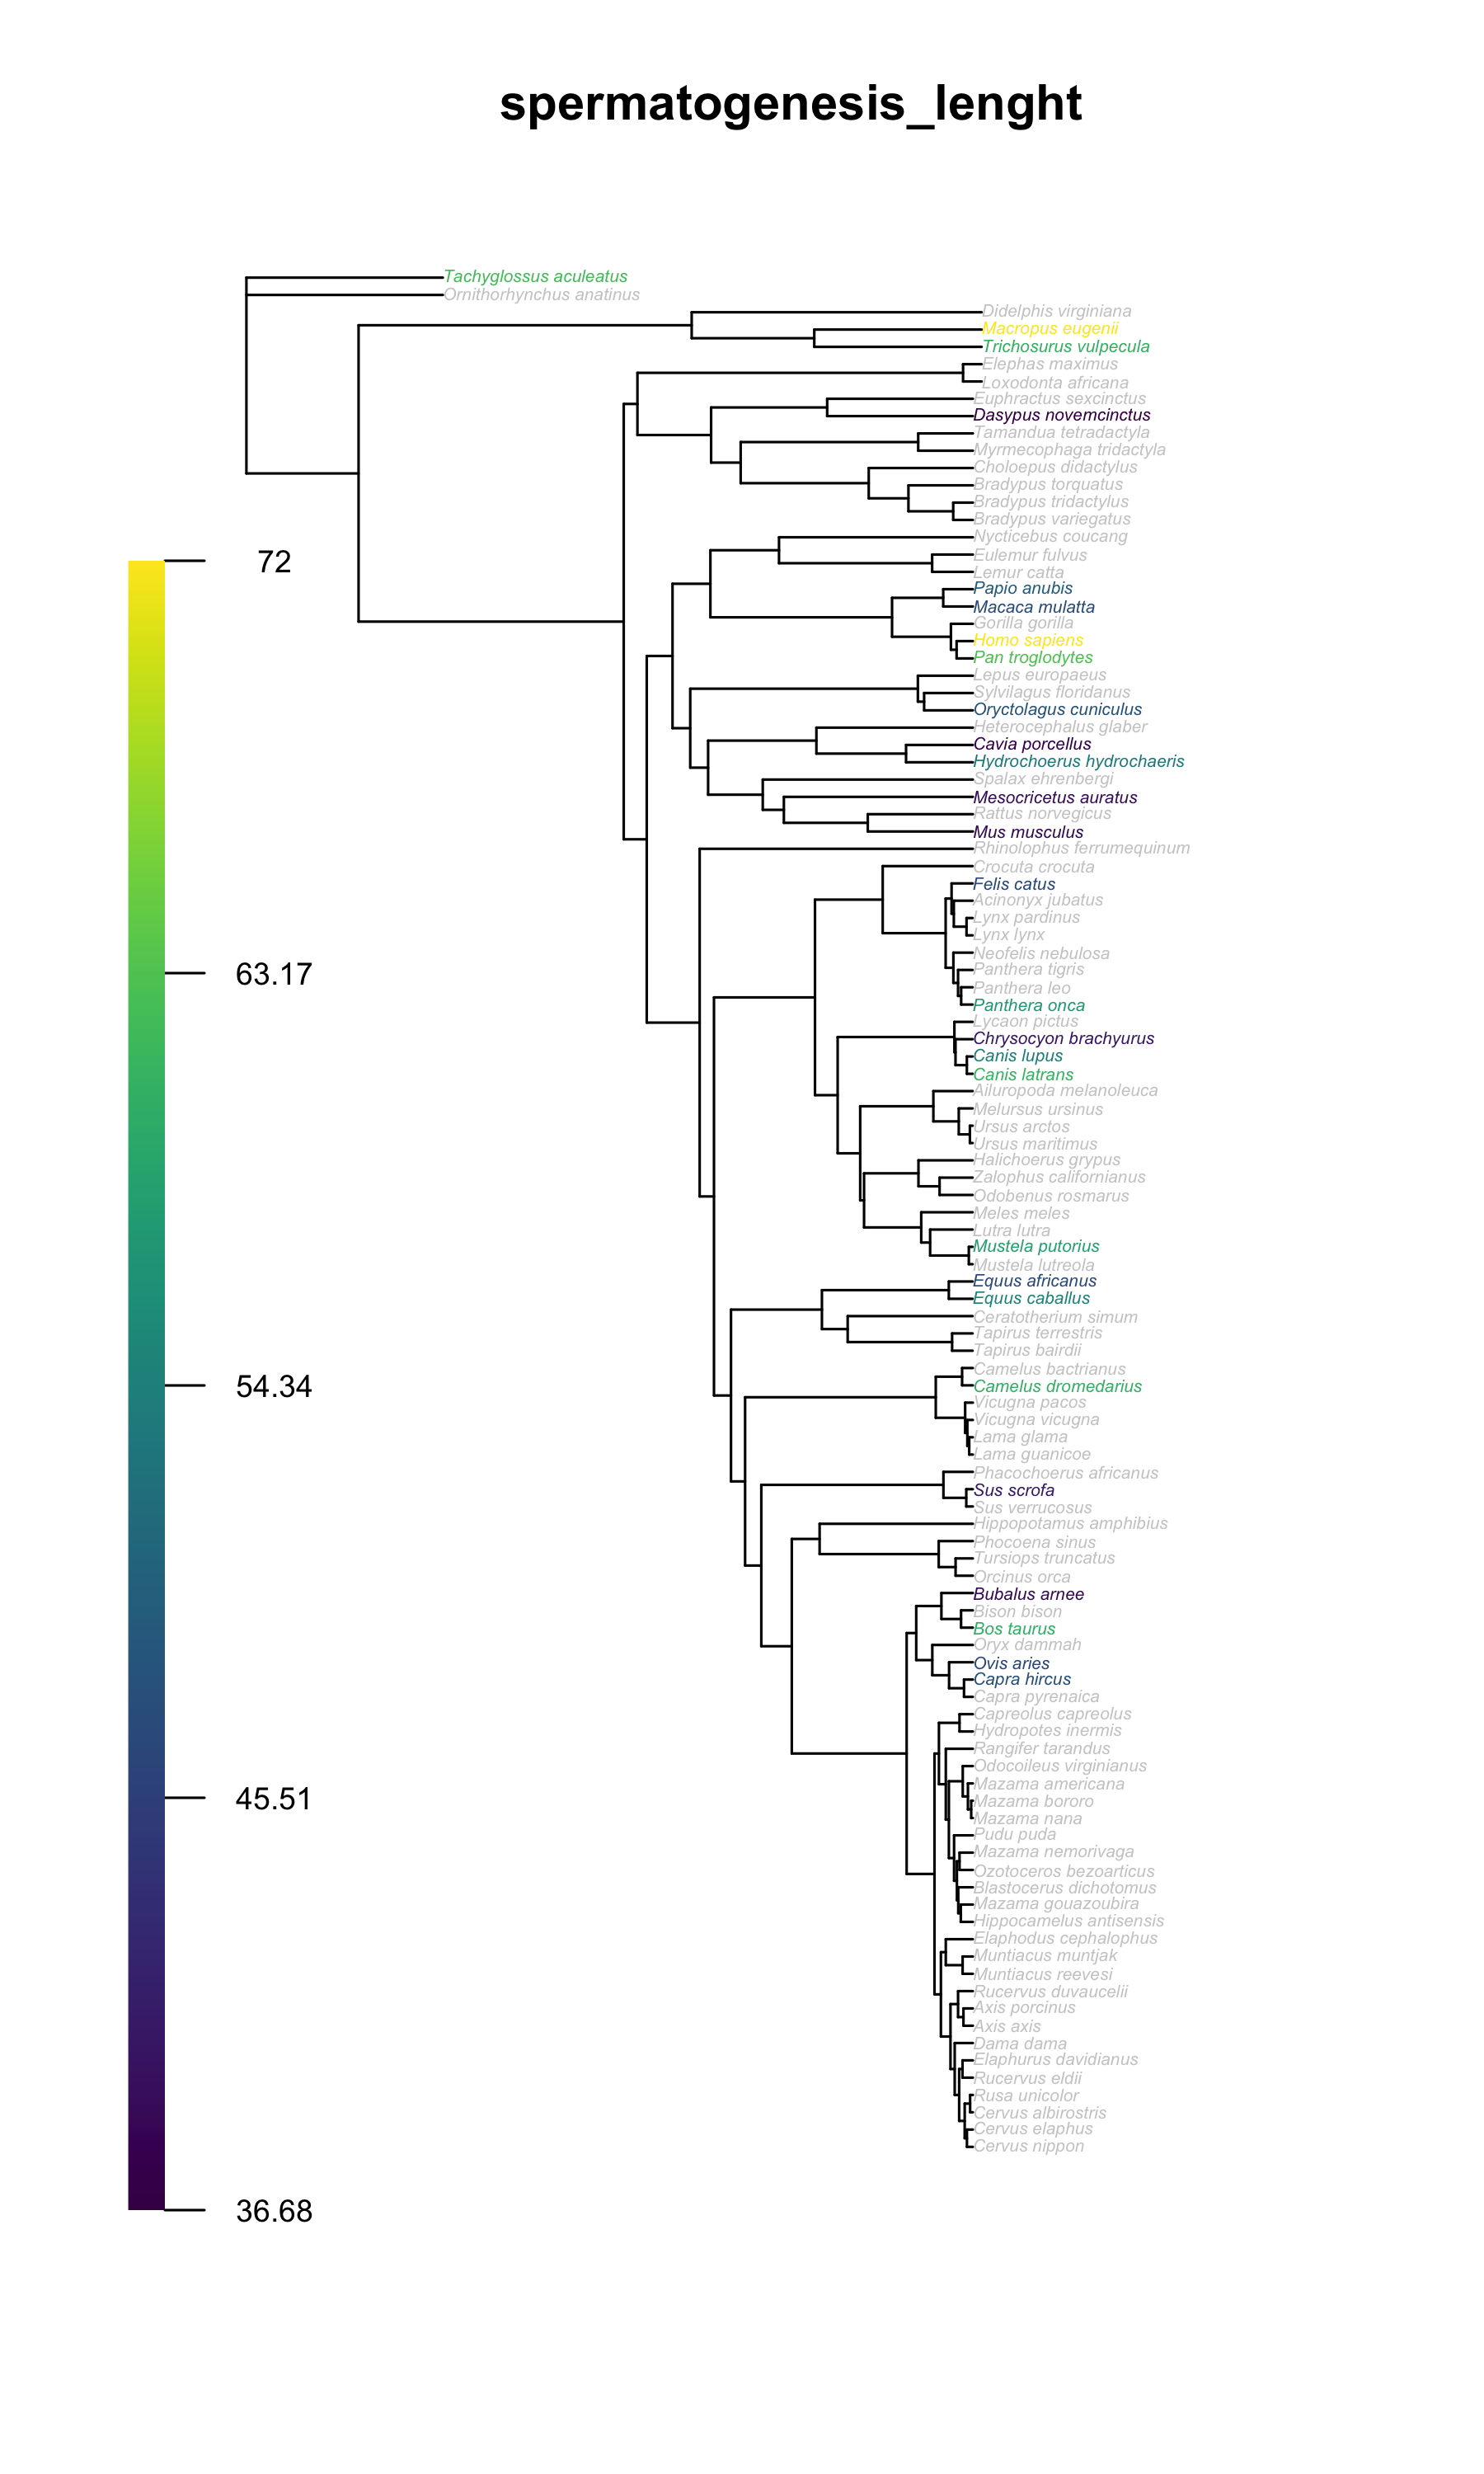 spermatogenesis_lenght
Tachyglossus aculeatus
Ornithorhynchus anatinus
Didelphis virginiana
Macropus eugenii
Trichosurus vulpecula
Elephas maximus
Loxodonta africana
Euphractus sexcinctus
Dasypus novemcinctus
Tamandua tetradactyla
Myrmecophaga tridactyla
Choloepus didactylus
Bradypus torquatus
Bradypus tridactylus
Bradypus variegatus
Nycticebus coucang
Eulemur fulvus
Lemur catta
Papio anubis
Macaca mulatta
Gorilla gorilla
Homo sapiens
Pan troglodytes
Lepus europaeus
Sylvilagus floridanus
Oryctolagus cuniculus
Heterocephalus glaber
Cavia porcellus
Hydrochoerus hydrochaeris
Spalax ehrenbergi
Mesocricetus auratus
Rattus norvegicus
Mus musculus
Rhinolophus ferrumequinum
Crocuta crocuta
Felis catus
Acinonyx jubatus
Lynx pardinus
Lynx lynx
Neofelis nebulosa
Panthera tigris
Panthera leo
Panthera onca
Lycaon pictus
Chrysocyon brachyurus
Canis lupus
Canis latrans
Ailuropoda melanoleuca
Melursus ursinus
Ursus arctos
Ursus maritimus
Halichoerus grypus
Zalophus californianus
Odobenus rosmarus
Meles meles
Lutra lutra
Mustela putorius
Mustela lutreola
Equus africanus
Equus caballus
Ceratotherium simum
Tapirus terrestris
Tapirus bairdii
Camelus bactrianus
Camelus dromedarius
Vicugna pacos
Vicugna vicugna
Lama glama
Lama guanicoe
Phacochoerus africanus
Sus scrofa
Sus verrucosus
Hippopotamus amphibius
Phocoena sinus
Tursiops truncatus
Orcinus orca
Bubalus arnee
Bison bison
Bos taurus
Oryx dammah
Ovis aries
Capra hircus
Capra pyrenaica
Capreolus capreolus
Hydropotes inermis
Rangifer tarandus
Odocoileus virginianus
Mazama americana
Mazama bororo
Mazama nana
Pudu puda
Mazama nemorivaga
Ozotoceros bezoarticus
Blastocerus dichotomus
Mazama gouazoubira
Hippocamelus antisensis
Elaphodus cephalophus
Muntiacus muntjak
Muntiacus reevesi
Rucervus duvaucelii
Axis porcinus
Axis axis
Dama dama
Elaphurus davidianus
Rucervus eldii
Rusa unicolor
Cervus albirostris
Cervus elaphus
Cervus nippon
72
63.17
54.34
45.51
36.68